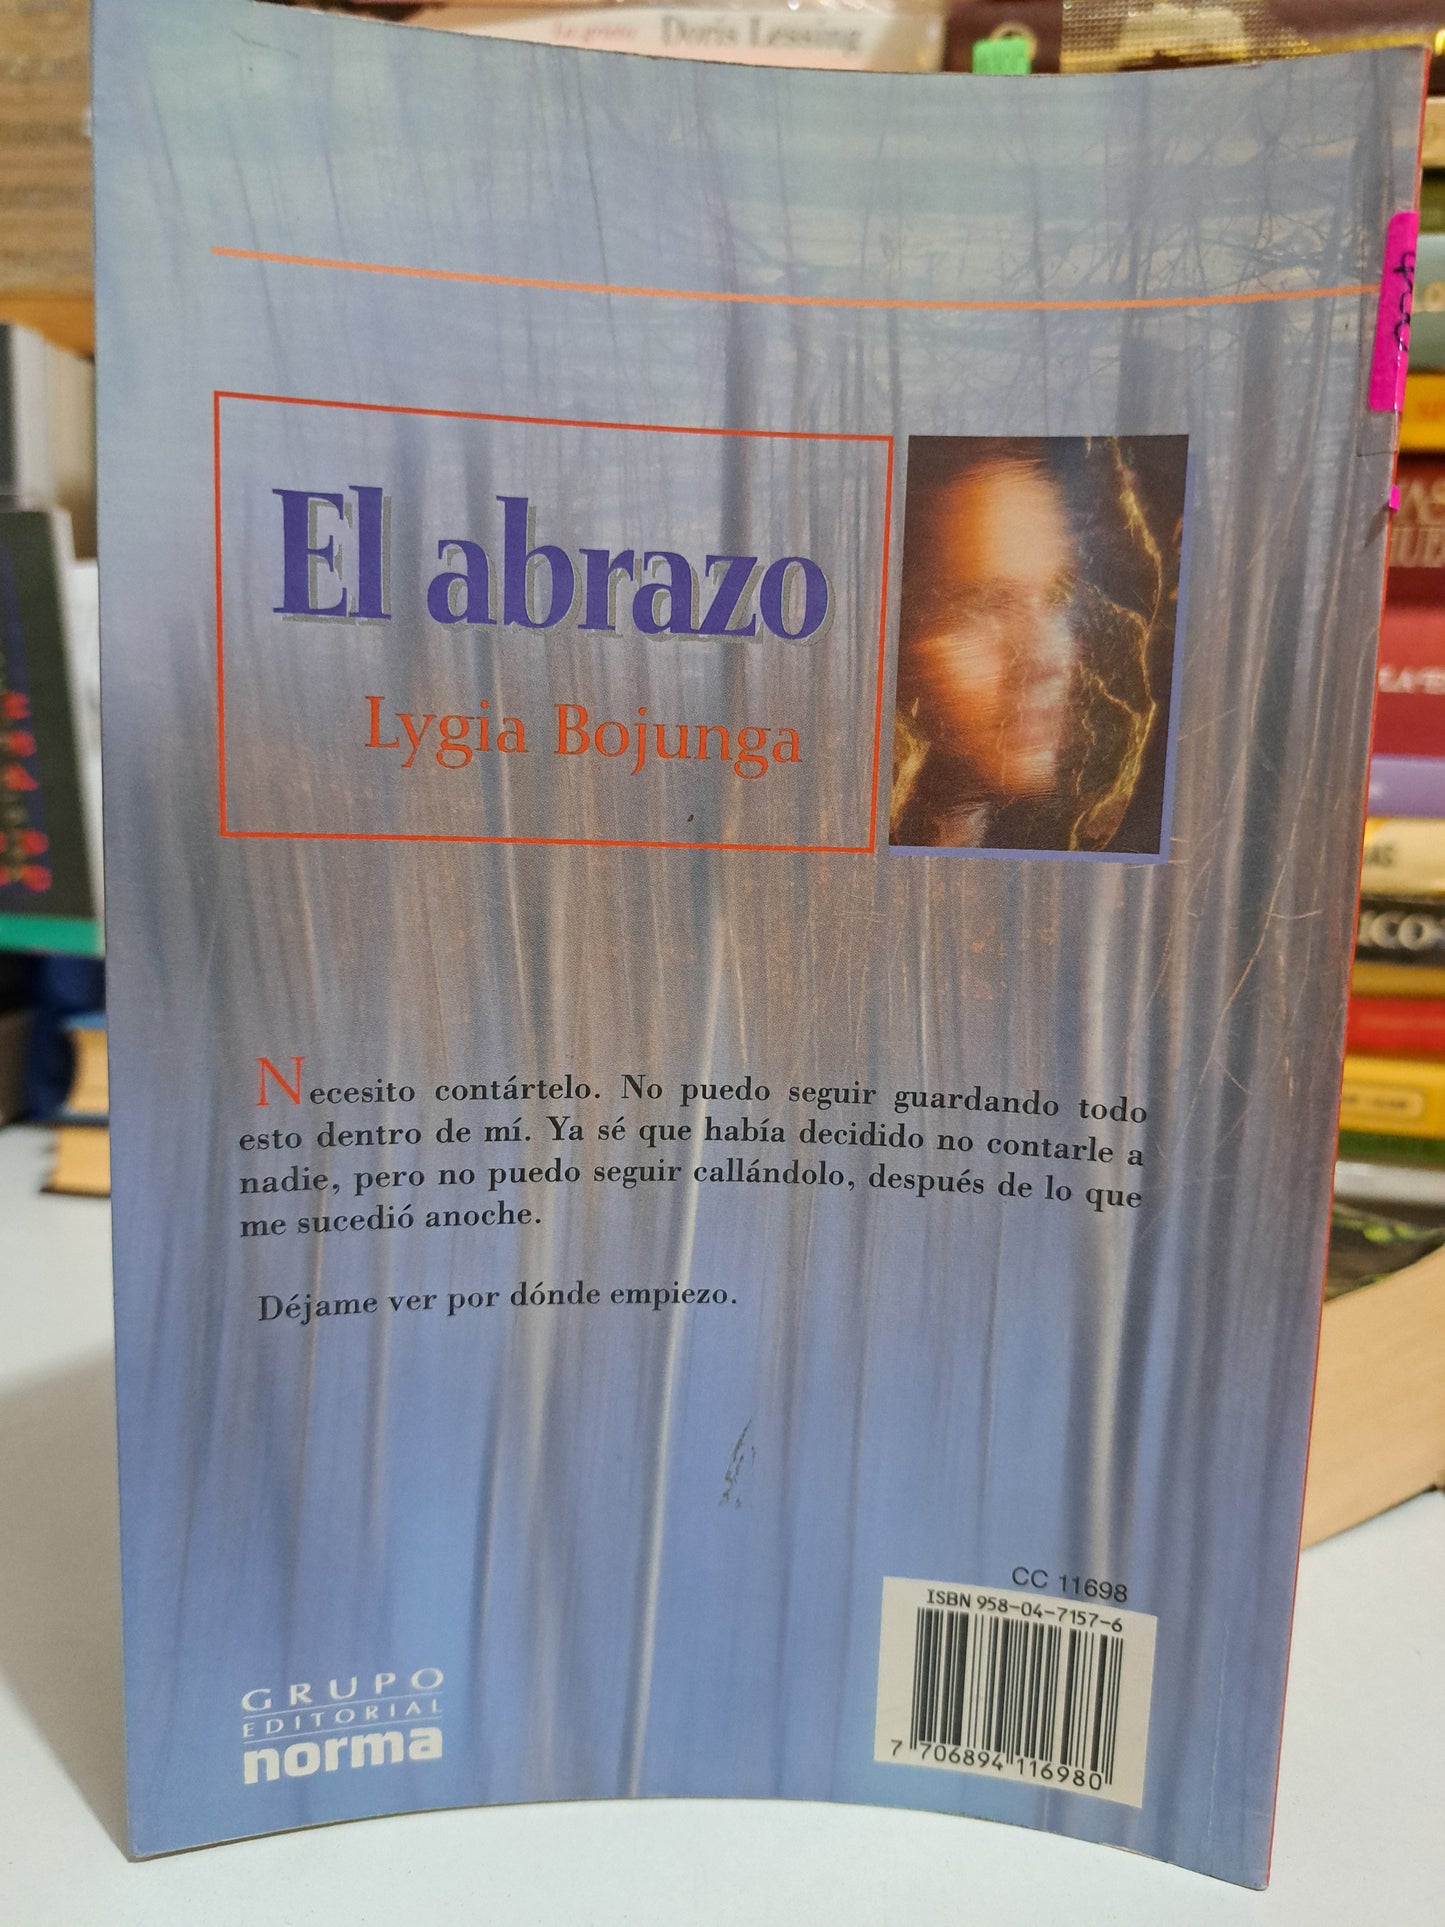 Doris Lessing
El abrazo
Lygia Bojunga
Necesito contártelo. No puedo seguir guardando todo
esto dentro de mí. Ya sé que había decidido no contarle a
nadie, pero no puedo seguir callándolo, después de lo que
me sucedió anoche.
Déjame ver por dónde empiezo.
CC 11698
ISBN 958-04-7157-6
7 706894 116980
GRUPO
EDITORIAL
norma